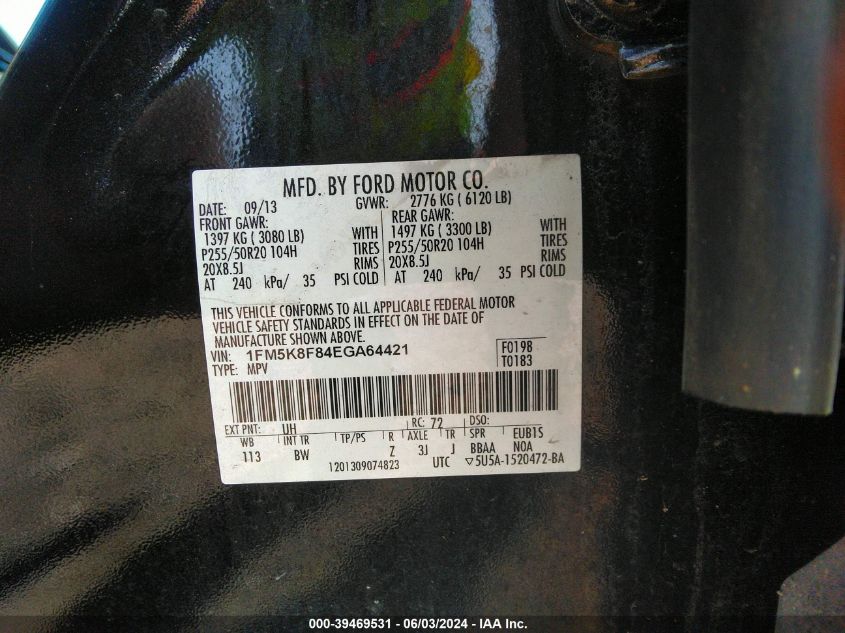 MFD. BY FORD MOTOR CO.
DATE: 09/13 GVWR: 2776 KG ( 6120 LB)
FRONT GAWR: REAR GAWR:
1397 KG ( 3080 LB) WITH 1497 KG ( 3300 LB) WITH
P255/50R20 104H TIRES P255/50R20 104H TIRES
20X8.5J RIMS 20X8.5J RIMS
AT 240 kPa/ 35 PSI COLD AT 240 kPa/ 35 PSI COLD
THIS VEHICLE CONFORMS TO ALL APPLICABLE FEDERAL MOTOR
VEHICLE SAFETY STANDARDS IN EFFECT ON THE DATE OF
MANUFACTURE SHOWN ABOVE.
VIN: 1FM5K8F84EGA64421 F0198
TYPE: MPV T0183
EXT PNT: UH RC: 72 DSO:
WB INT TR TP/PS R AXLE TR SPR EUB1S
113 BW Z 3J J BBAA NOA
1201309074823 UTC ▽5U5A-1520472-BA
000-39469531 / 06/03/2024 - IAA Inc.